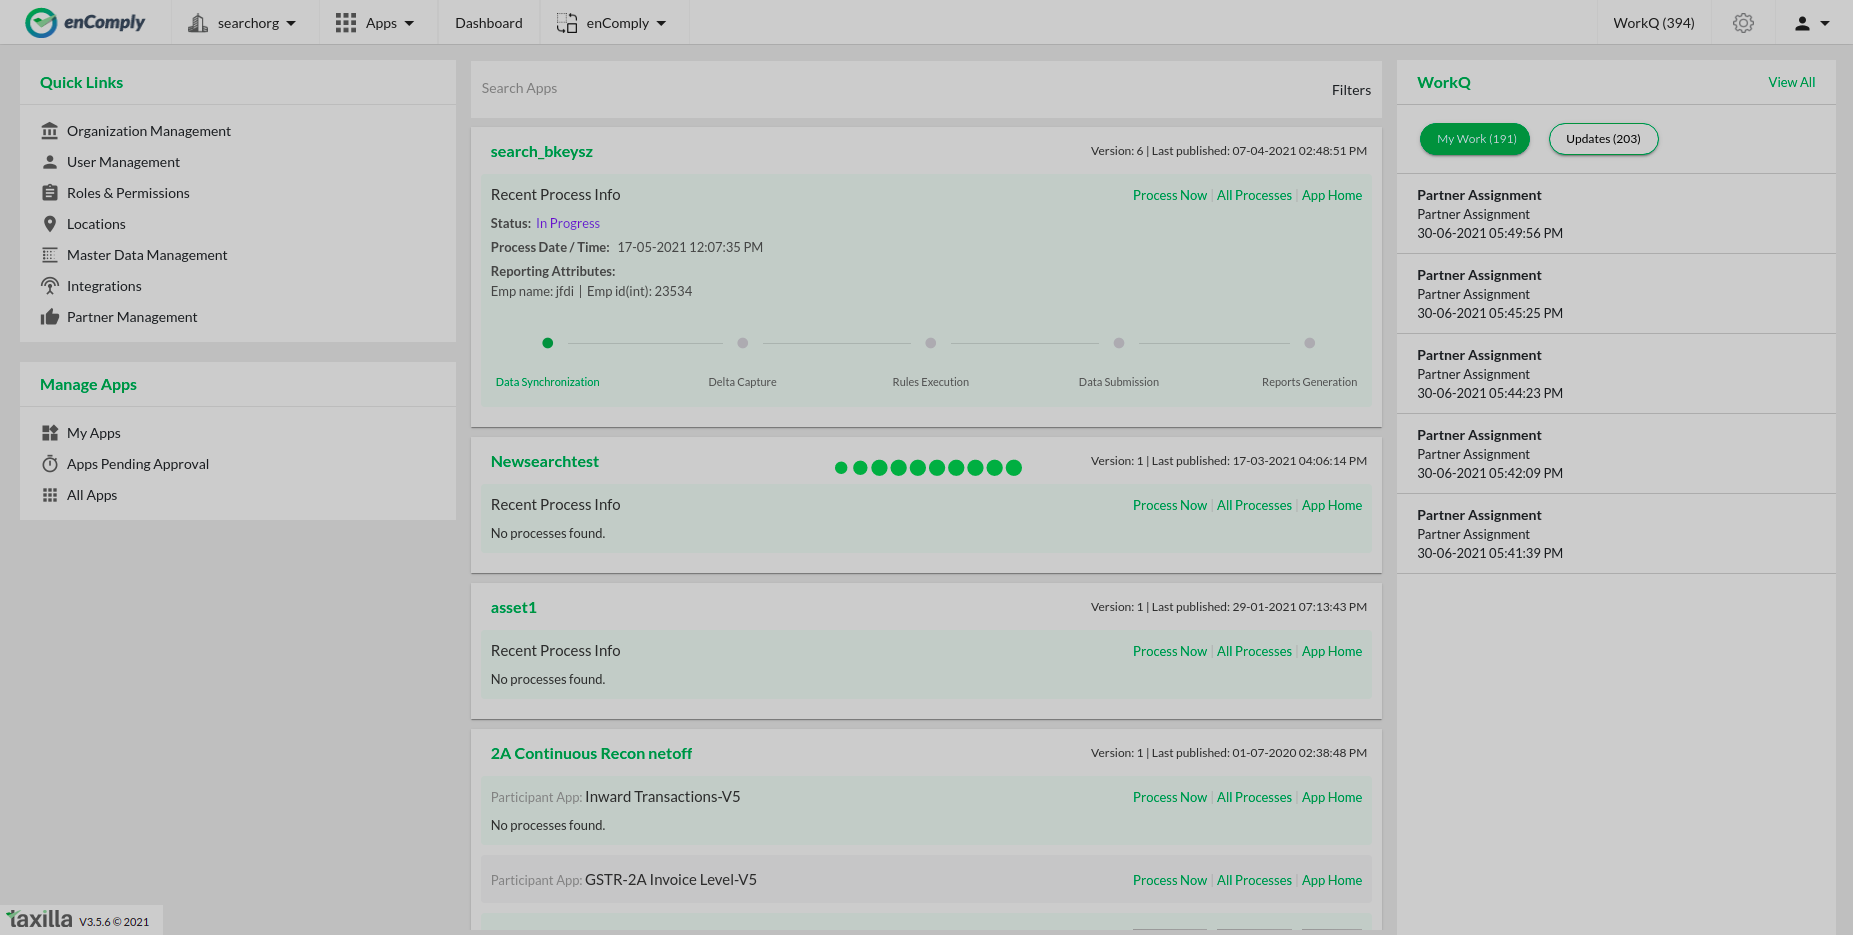 enComply
searchorg
Apps
Dashboard
enComply
WorkQ (394)
Quick Links
Organization Management
User Management
Roles & Permissions
Locations
Master Data Management
Integrations
Partner Management
Manage Apps
My Apps
Apps Pending Approval
All Apps
Search Apps
Filters
search_bkeysz
Version: 6 | Last published: 07-04-2021 02:48:51 PM
Recent Process Info
Process Now | All Processes | App Home
Status: In Progress
Process Date / Time: 17-05-2021 12:07:35 PM
Reporting Attributes:
Emp name: jfdi | Emp id(int): 23534
Data Synchronization
Delta Capture
Rules Execution
Data Submission
Reports Generation
Newsearchtest
Version: 1 | Last published: 17-03-2021 04:06:14 PM
Recent Process Info
Process Now | All Processes | App Home
No processes found.
asset1
Version: 1 | Last published: 29-01-2021 07:13:43 PM
Recent Process Info
Process Now | All Processes | App Home
No processes found.
2A Continuous Recon netoff
Version: 1 | Last published: 01-07-2020 02:38:48 PM
Participant App: Inward Transactions-V5
Process Now | All Processes | App Home
No processes found.
Participant App: GSTR-2A Invoice Level-V5
Process Now | All Processes | App Home
WorkQ
View All
My Work (191)
Updates (203)
Partner Assignment
Partner Assignment
30-06-2021 05:49:56 PM
Partner Assignment
Partner Assignment
30-06-2021 05:45:25 PM
Partner Assignment
Partner Assignment
30-06-2021 05:44:23 PM
Partner Assignment
Partner Assignment
30-06-2021 05:42:09 PM
Partner Assignment
Partner Assignment
30-06-2021 05:41:39 PM
taxilla V3.5.6 © 2021